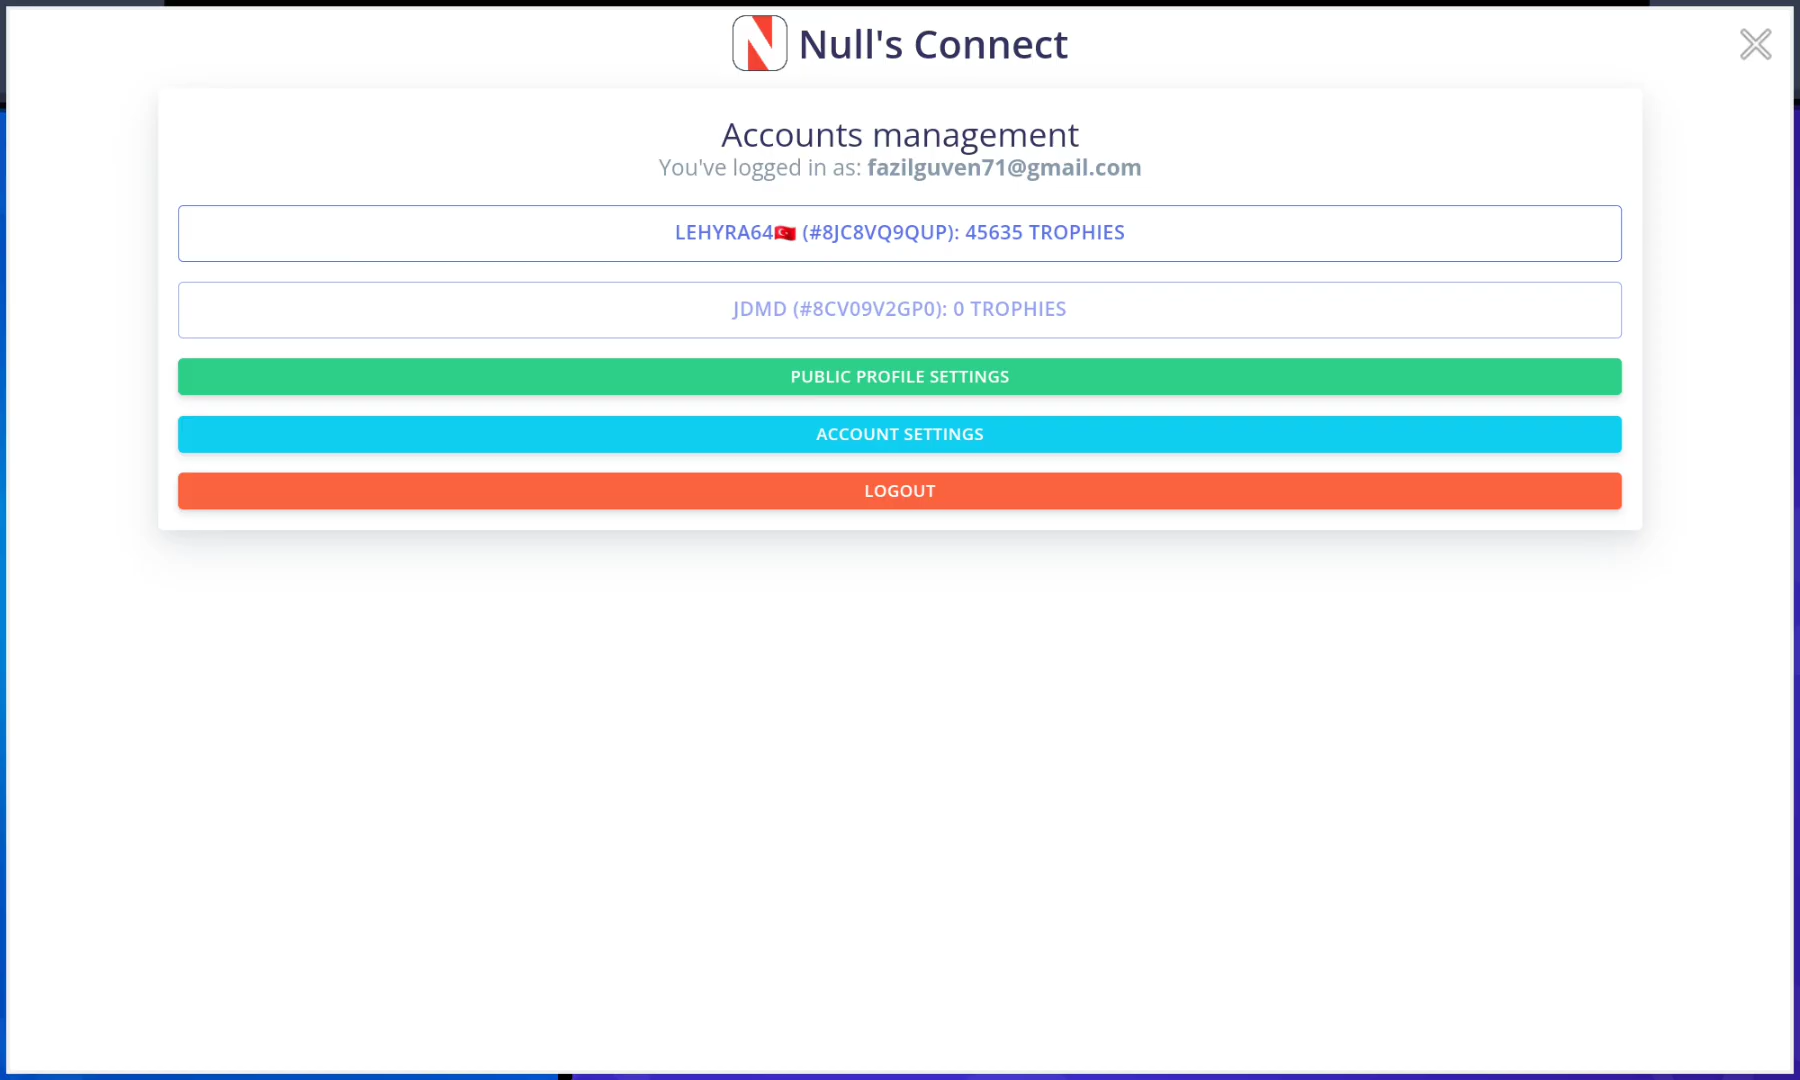 Null's Connect
Accounts management
You've logged in as: fazilguven71@gmail.com
LEHYRA64🇹🇷 (#8JC8VQ9QUP): 45635 TROPHIES
JDMD (#8CV09V2GP0): 0 TROPHIES
PUBLIC PROFILE SETTINGS
ACCOUNT SETTINGS
LOGOUT